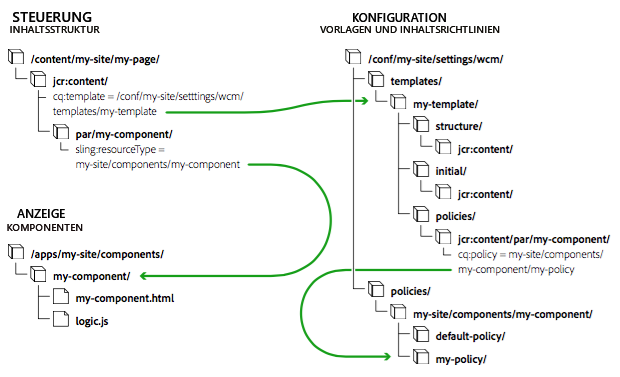 STEUERUNG
INHALTSSTRUKTUR
/content/my-site/my-page/
jcr:content/
cq:template = /conf/my-site/setttings/wcm/
templates/my-template
par/my-component/
sling:resourceType =
my-site/components/my-component
ANZEIGE
KOMPONENTEN
/apps/my-site/components/
my-component/
my-component.html
logic.js
KONFIGURATION
VORLAGEN UND INHALTSRICHTLINIEN
/conf/my-site/settings/wcm/
templates/
my-template/
structure/
jcr:content/
initial/
jcr:content/
policies/
jcr:content/par/my-component/
cq:policy = my-site/components/
my-component/my-policy
policies/
my-site/components/my-component/
default-policy/
my-policy/